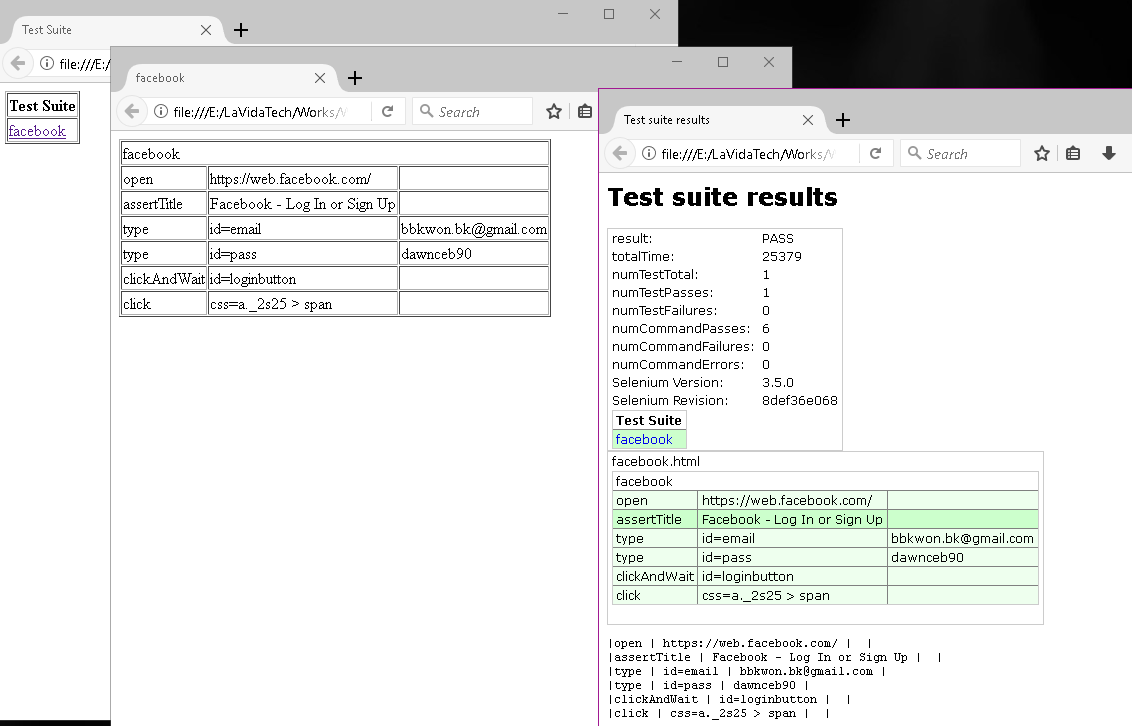 Test Suite
file:///E:/
Test Suite
facebook
facebook
file:///E:/LaVidaTech/Works/
Search
facebook
open https://web.facebook.com/
assertTitle Facebook - Log In or Sign Up
type id=email bbkwon.bk@gmail.com
type id=pass dawnceb90
clickAndWait id=loginbutton
click css=a._2s25 > span
Test suite results
file:///E:/LaVidaTech/Works/
Search
Test suite results
result: PASS
totalTime: 25379
numTestTotal: 1
numTestPasses: 1
numTestFailures: 0
numCommandPasses: 6
numCommandFailures: 0
numCommandErrors: 0
Selenium Version: 3.5.0
Selenium Revision: 8def36e068
Test Suite
facebook
facebook.html
facebook
open https://web.facebook.com/
assertTitle Facebook - Log In or Sign Up
type id=email bbkwon.bk@gmail.com
type id=pass dawnceb90
clickAndWait id=loginbutton
click css=a._2s25 > span
|open | https://web.facebook.com/ | |
|assertTitle | Facebook - Log In or Sign Up | |
|type | id=email | bbkwon.bk@gmail.com |
|type | id=pass | dawnceb90 |
|clickAndWait | id=loginbutton | |
|click | css=a._2s25 > span | |